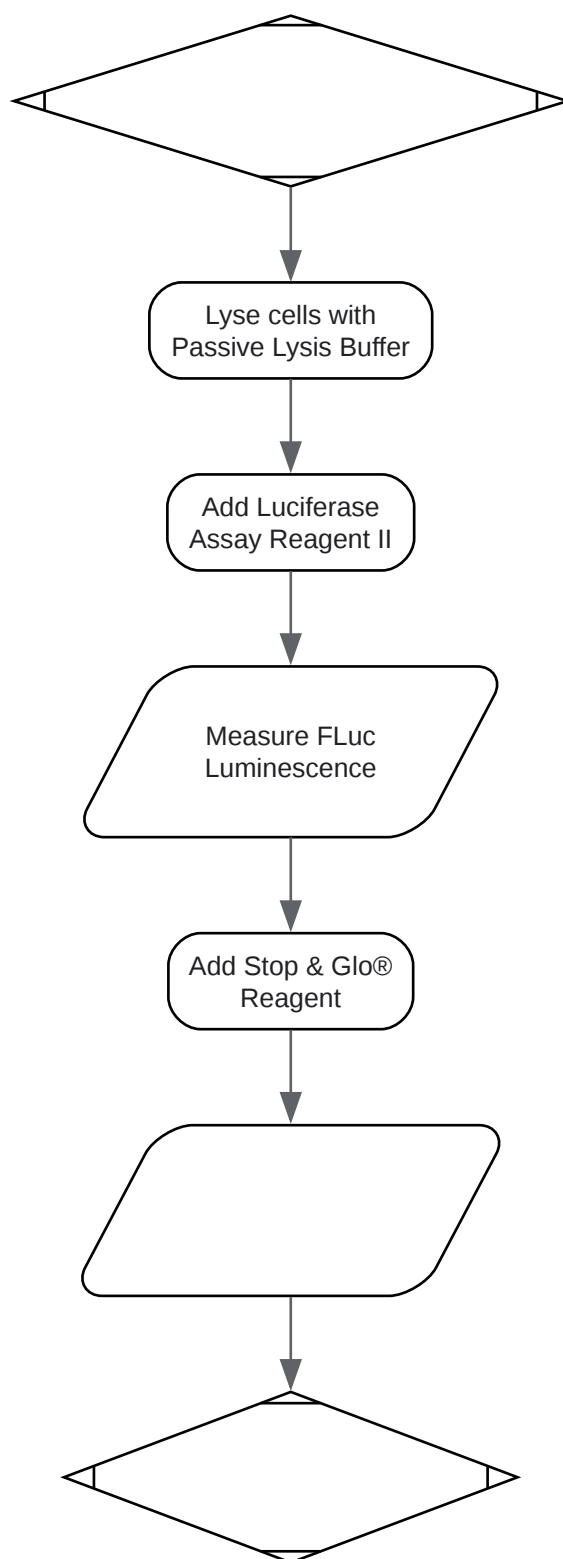 Lyse cells with
Passive Lysis Buffer
Add Luciferase
Assay Reagent II
Measure FLuc
Luminescence
Add Stop & Glo®
Reagent